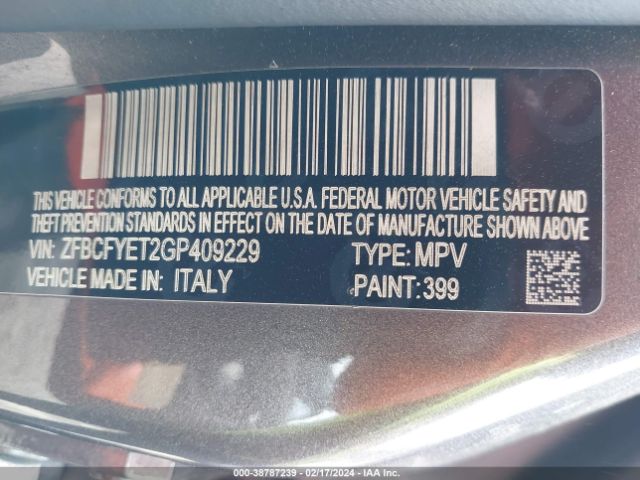 THIS VEHICLE CONFORMS TO ALL APPLICABLE U.S.A. FEDERAL MOTOR VEHICLE SAFETY AND
THEFT PREVENTION STANDARDS IN EFFECT ON THE DATE OF MANUFACTURE SHOWN ABOVE
VIN: ZFBCFYET2GP409229 TYPE: MPV
VEHICLE MADE IN: ITALY PAINT: 399
000-38787239 - 02/17/2024 - IAA Inc.